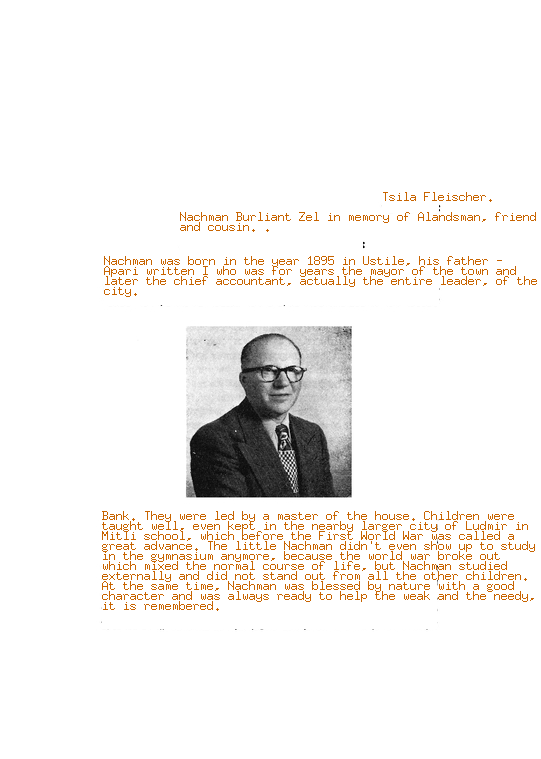 Tsila Fleischer.
Nachman Burliant Zel in memory of Alandsman, friend
and cousin. .
Nachman was born in the year 1895 in Ustile, his father -
Apari written I who was for years the mayor of the town and
later the chief accountant, actually the entire leader, of the
city.
Bank. They were led by a master of the house. Children were
taught well, even kept in the nearby larger city of Ludmir in
Mitli school, which before the First World War was called a
great advance. The little Nachman didn't even show up to study
in the gymnasium anymore, because the world war broke out
which mixed the normal course of life, but Nachman studied
externally and did not stand out from all the other children.
At the same time, Nachman was blessed by nature with a good
character and was always ready to help the weak and the needy,
it is remembered.